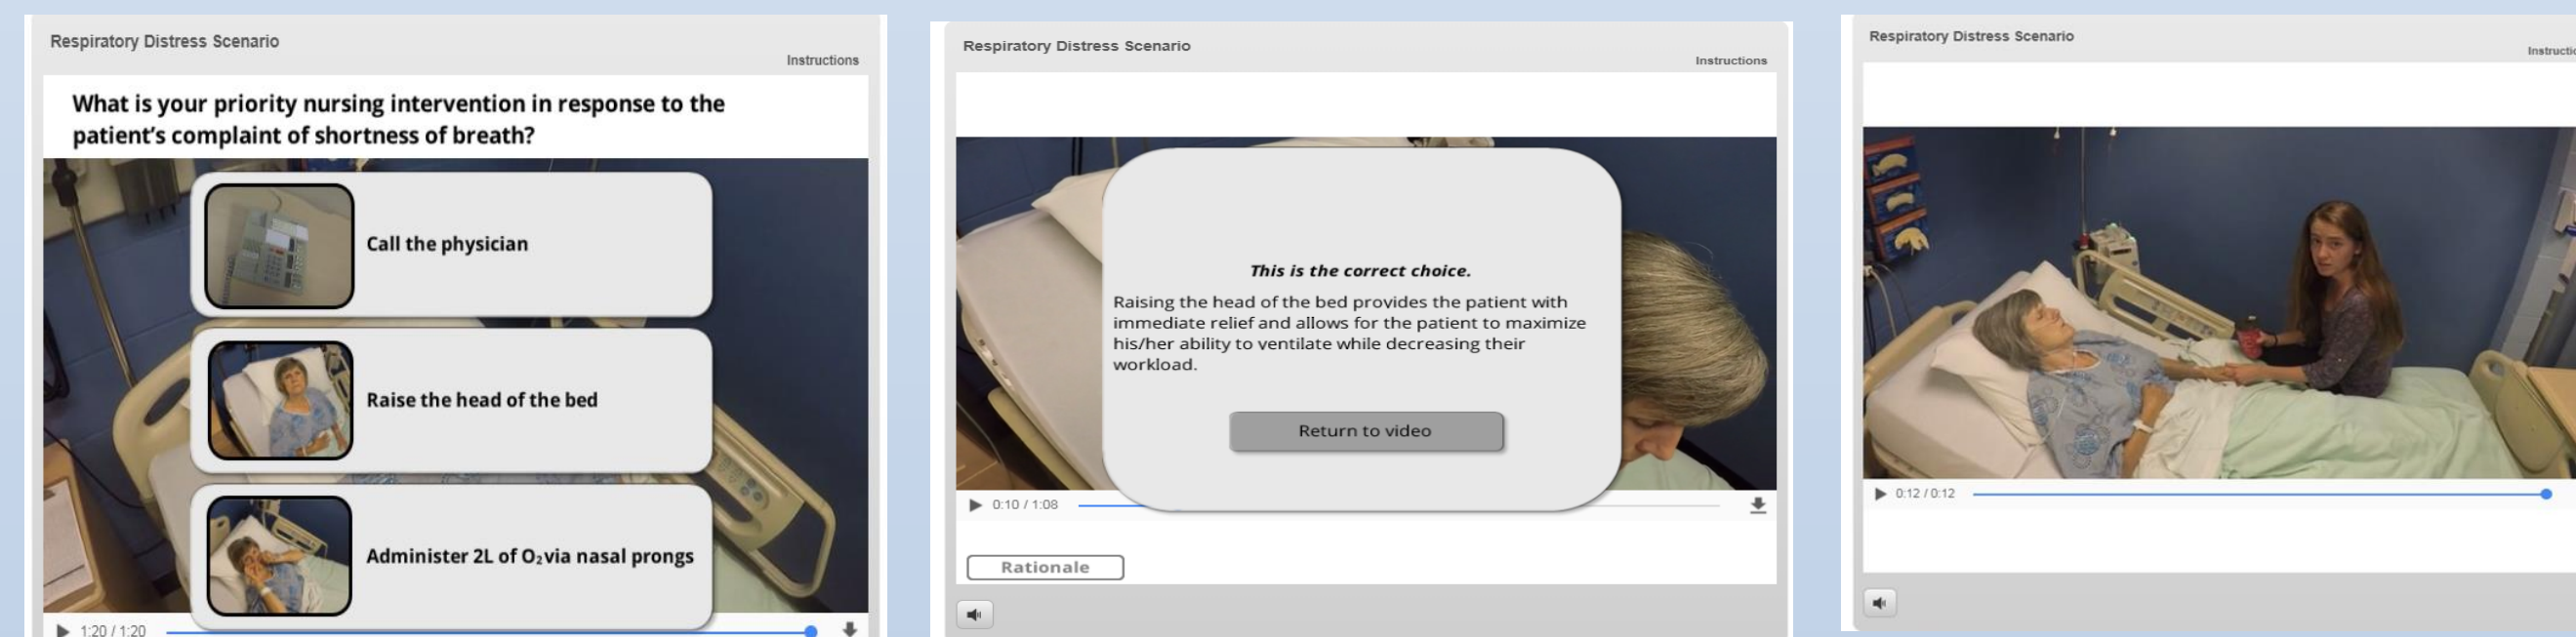 Respiratory Distress Scenario
Instructions
What is your priority nursing intervention in response to the
patient's complaint of shortness of breath?
Call the physician
Raise the head of the bed
Administer 2L of O₂ via nasal prongs
1:20 / 1:20
Respiratory Distress Scenario
Instructions
This is the correct choice.
Raising the head of the bed provides the patient with
immediate relief and allows for the patient to maximize
his/her ability to ventilate while decreasing their
workload.
Return to video
0:10 / 1:08
Rationale
Respiratory Distress Scenario
Instructio
0:12 / 0:12